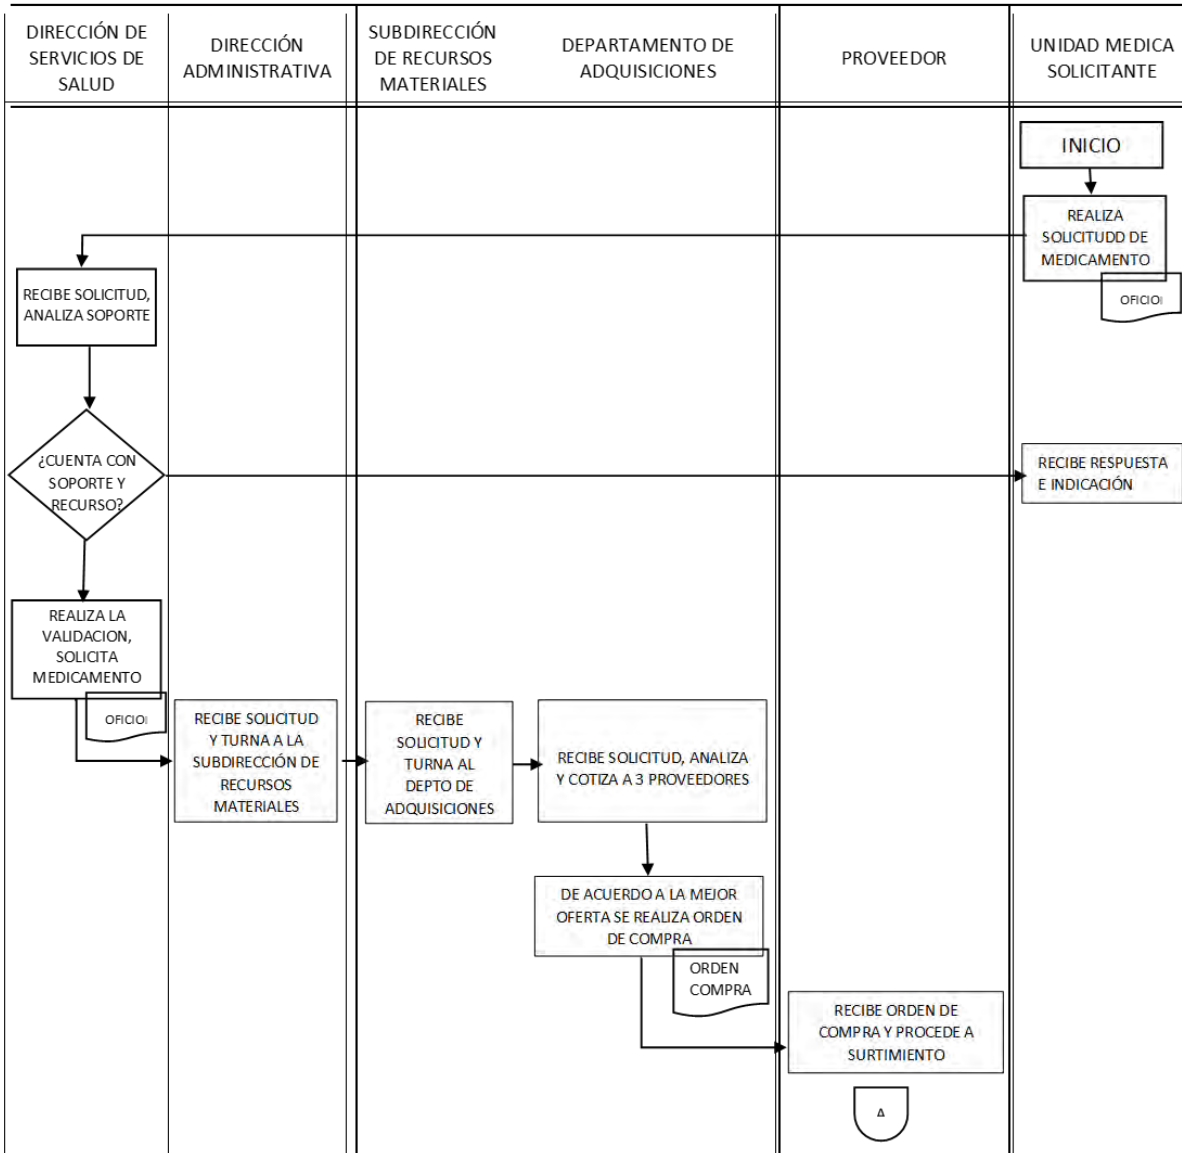 DIRECCIÓN DE
SERVICIOS DE
SALUD
DIRECCIÓN
ADMINISTRATIVA
SUBDIRECCIÓN
DE RECURSOS
MATERIALES
DEPARTAMENTO DE
ADQUISICIONES
PROVEEDOR
UNIDAD MEDICA
SOLICITANTE
INICIO
REALIZA
SOLICITUDD DE
MEDICAMENTO
OFICIO
RECIBE SOLICITUD,
ANALIZA SOPORTE
¿CUENTA CON
SOPORTE Y
RECURSO?
RECIBE RESPUESTA
E INDICACIÓN
REALIZA LA
VALIDACION,
SOLICITA
MEDICAMENTO
OFICIO
RECIBE SOLICITUD
Y TURNA A LA
SUBDIRECCIÓN DE
RECURSOS
MATERIALES
RECIBE
SOLICITUD Y
TURNA AL
DEPTO DE
ADQUISICIONES
RECIBE SOLICITUD, ANALIZA
Y COTIZA A 3 PROVEEDORES
DE ACUERDO A LA MEJOR
OFERTA SE REALIZA ORDEN
DE COMPRA
ORDEN
COMPRA
RECIBE ORDEN DE
COMPRA Y PROCEDE A
SURTIMIENTO
A